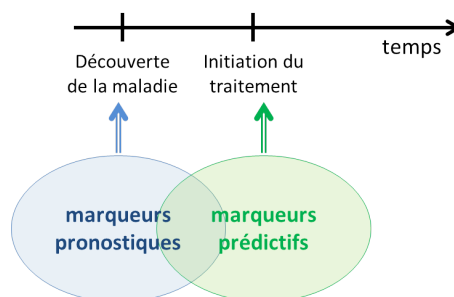 temps
Découverte
de la maladie
Initiation du
traitement
marqueurs
pronostiques
marqueurs
prédictifs